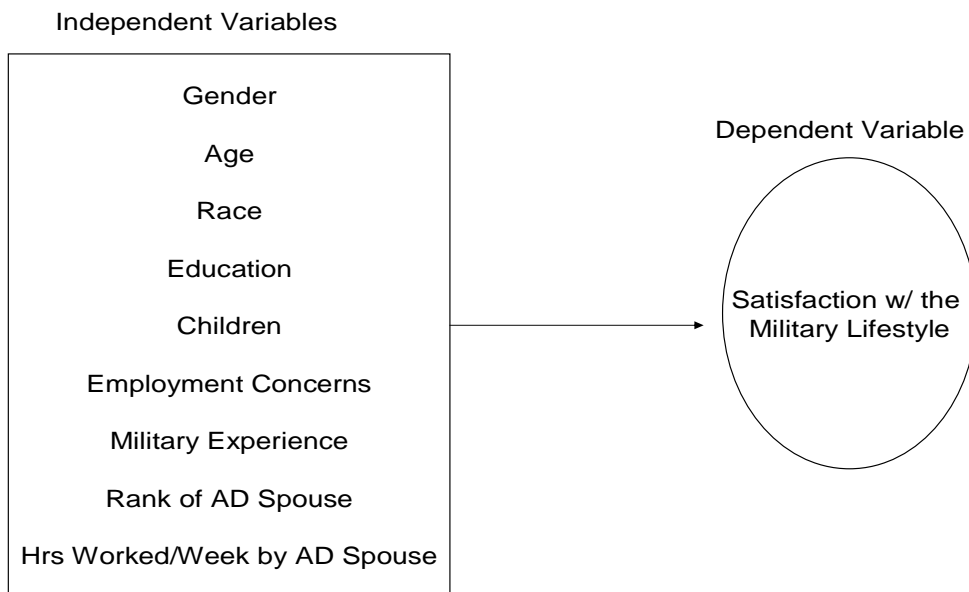 Independent Variables
Gender
Age
Race
Education
Children
Employment Concerns
Military Experience
Rank of AD Spouse
Hrs Worked/Week by AD Spouse
Dependent Variable
Satisfaction w/ the
Military Lifestyle